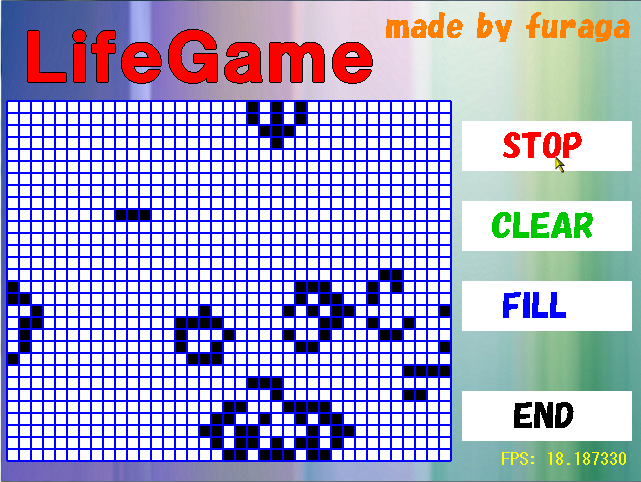 made by furaga
LifeGame
STOP
CLEAR
FILL
END
FPS: 18.187330